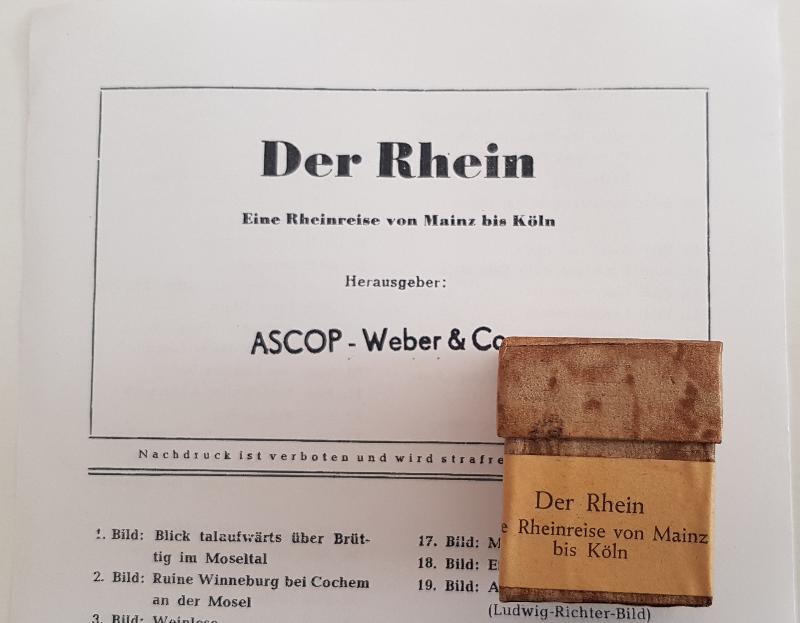 Der Rhein
Eine Rheinreise von Mainz bis Köln
Herausgeber:
ASCOP - Weber & Co
Nachdruck ist verboten und wird
1. Bild: Blick talaufwärts über Brüt-
tig im Moseltal
2. Bild: Ruine Winneburg bei Cochem
an der Mosel
3. Bild: Weinlese
17. Bild:
18. Bild:
19. Bild:
(Ludwig-Richter-Bild)
Der Rhein
Rheinreise von Mainz
bis Köln